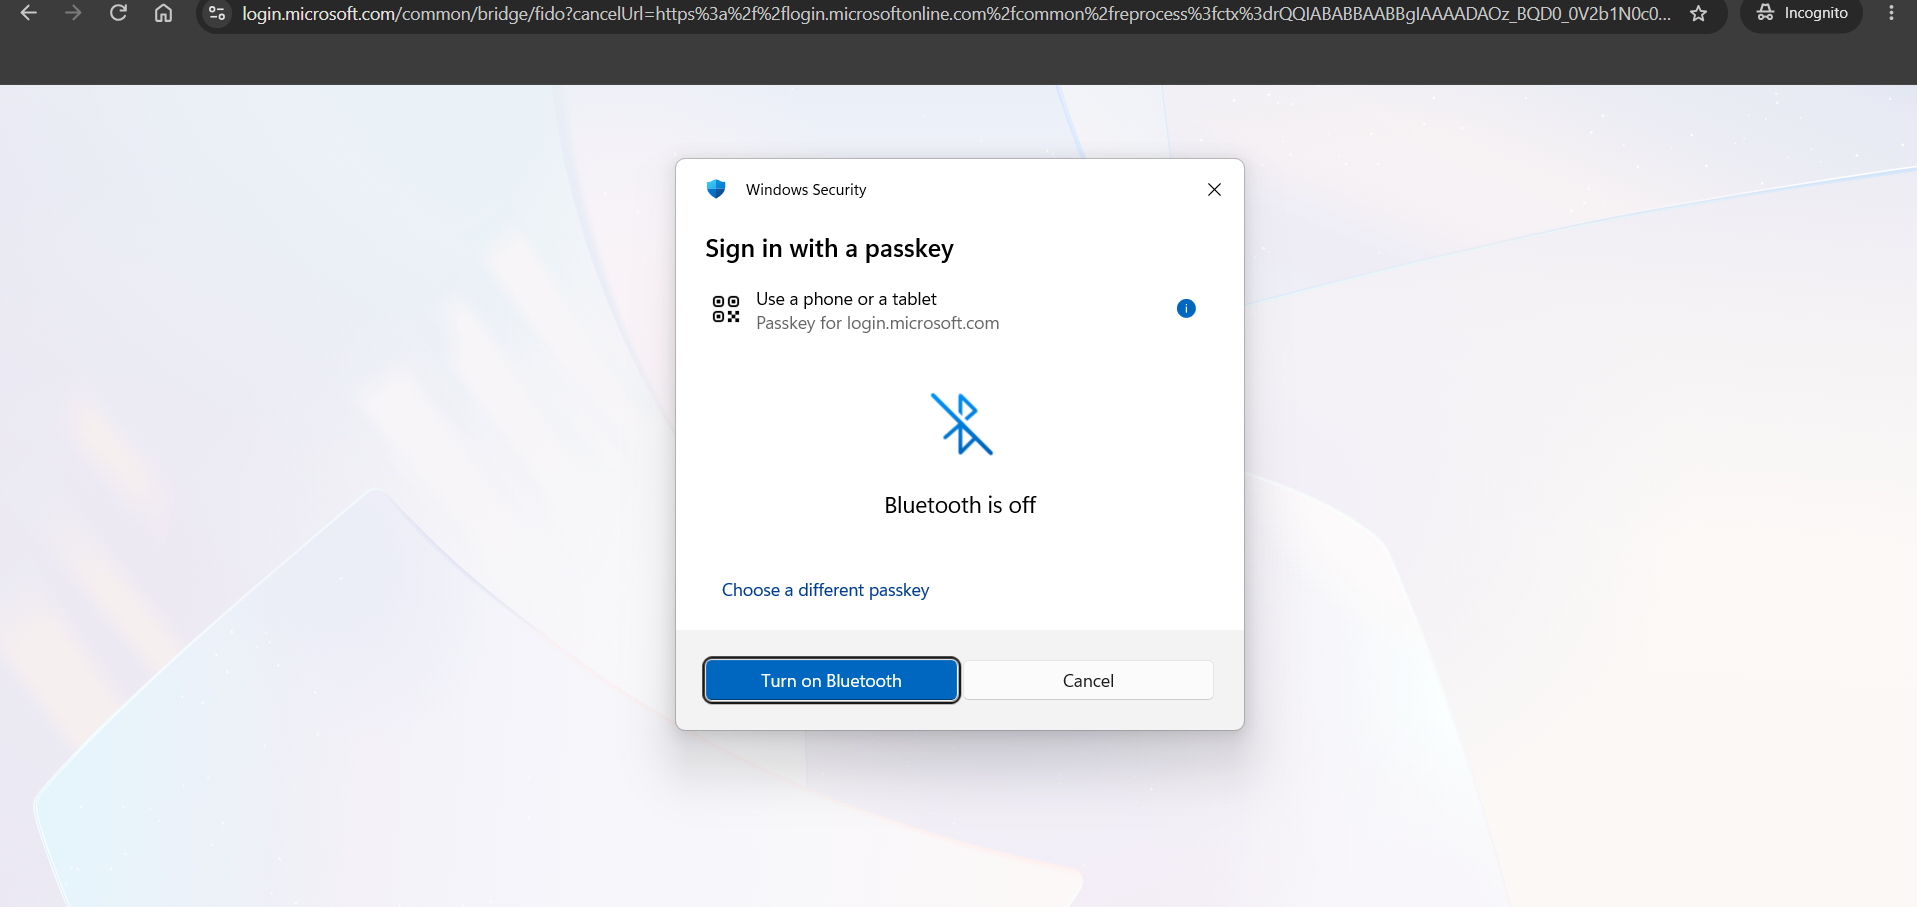 login.microsoft.com/common/bridge/fido?cancelUrl=https%3a%2f%2flogin.microsoftonline.com%2fcommon%2freprocess%3fctx%3drQQIABABBAABBgIAAAADAOz_BQD0_0V2b1N0c0...
Incognito
Windows Security
Sign in with a passkey
Use a phone or a tablet
Passkey for login.microsoft.com
Bluetooth is off
Choose a different passkey
Turn on Bluetooth
Cancel